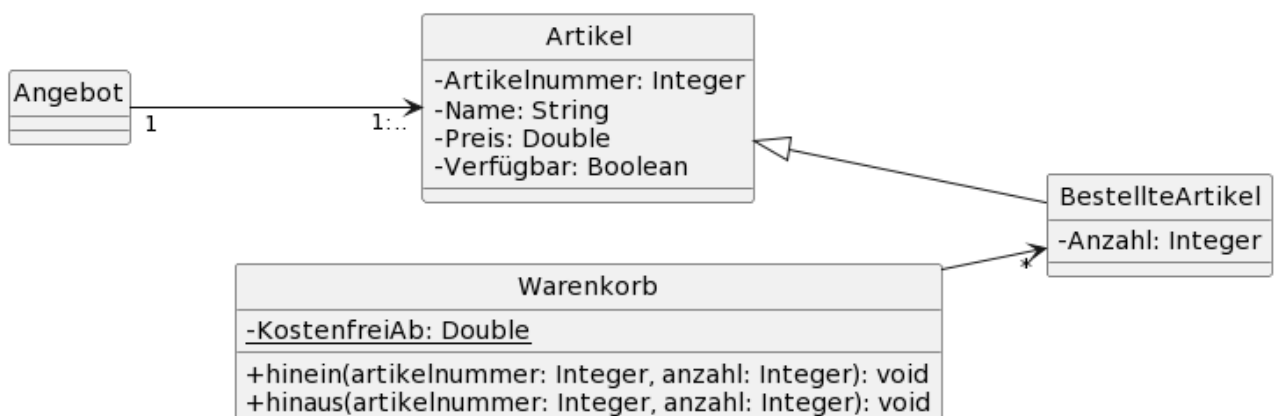 Artikel
-Artikelnummer: Integer
-Name: String
-Preis: Double
-Verfügbar: Boolean
Angebot
1
1:..
BestellteArtikel
-Anzahl: Integer
*
Warenkorb
-KostenfreiAb: Double
+hinein(artikelnummer: Integer, anzahl: Integer): void
+hinaus(artikelnummer: Integer, anzahl: Integer): void